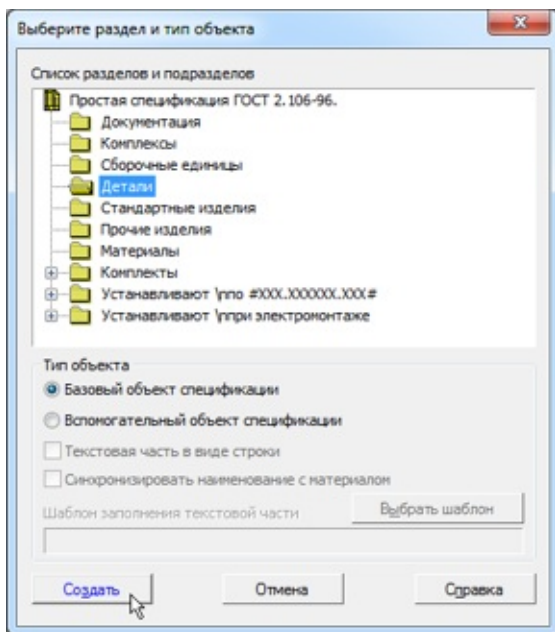 Выберите раздел и тип объекта
Список разделов и подразделов
Простая спецификация ГОСТ 2.106-96.
Документация
Комплексы
Сборочные единицы
Детали
Стандартные изделия
Прочие изделия
Материалы
Комплекты
Устанавливают \nпо #XXX.XXXXXX.XXX#
Устанавливают \nпри электромонтаже
Тип объекта
Базовый объект спецификации
Вспомогательный объект спецификации
Текстовая часть в виде строки
Синхронизировать наименование с материалом
Шаблон заполнения текстовой части
Выбрать шаблон
Создать Отмена Справка